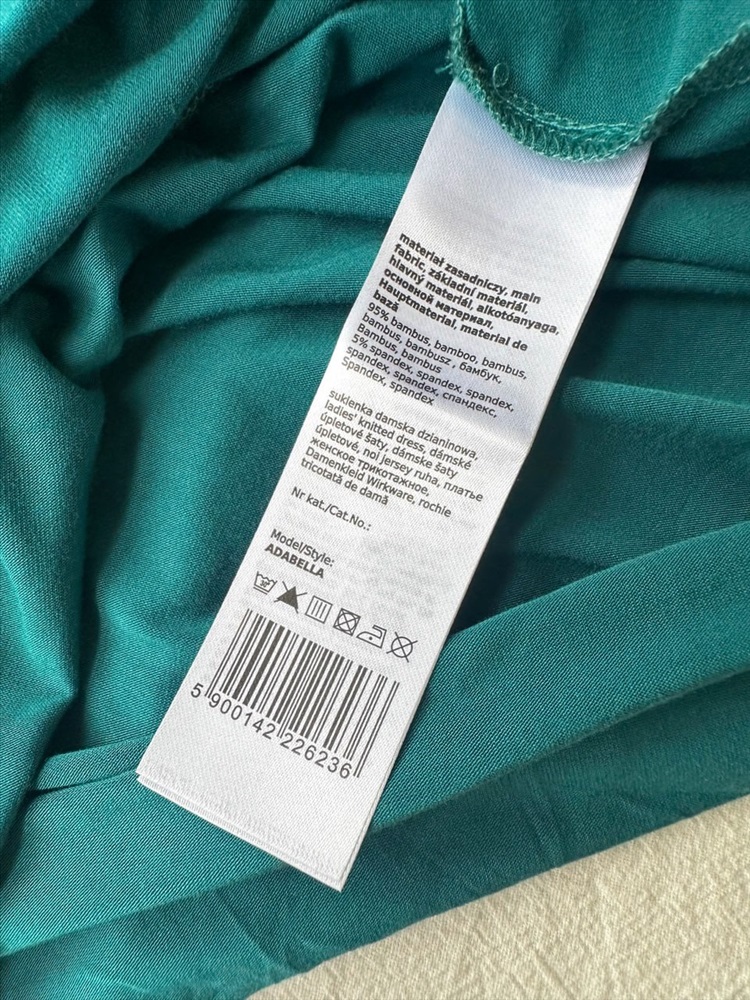 materiał zasadniczy, main
fabric, základní materiál,
hlavný materiál, alkotóanyaga,
основной материал,
Hauptmaterial, material de
bază
95% bambus, bamboo, bambus,
bambus, bambusz , бамбук,
Bambus, bambus
5% spandex, spandex, spandex,
spandex, spandex, спандекс,
Spandex, spandex
sukienka damska dzianinowa,
ladies' knitted dress, dámské
úpletové šaty, dámske šaty
úpletové, noi jersey ruha, платье
женское трикотажное,
Damenkleid Wirkware, rochie
tricotată de damă
Nr kat./Cat.No.:
Model/Style:
ADABELLA
5 900142 226236